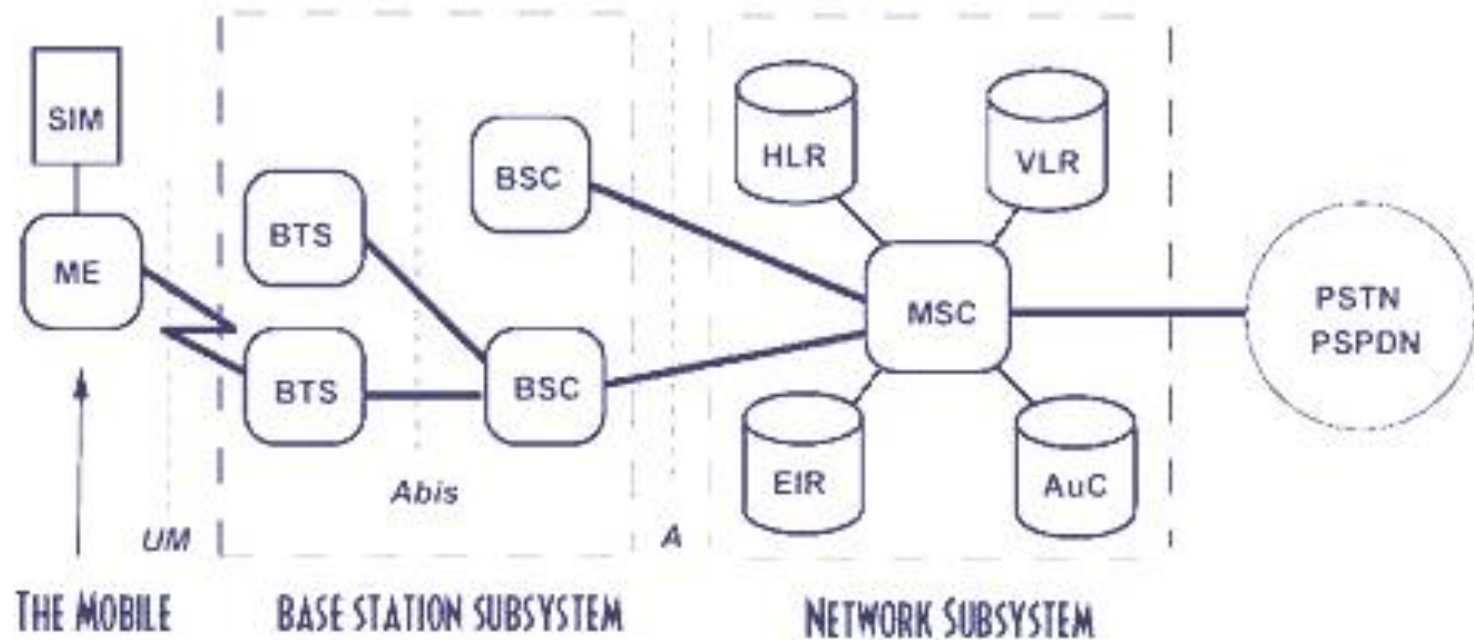 SIM
ME
BTS
BTS
BSC
BSC
HLR
VLR
MSC
EIR
AuC
PSTN
PSPDN
UM
Abis
A
THE MOBILE
BASE STATION SUBSYSTEM
NETWORK SUBSYSTEM